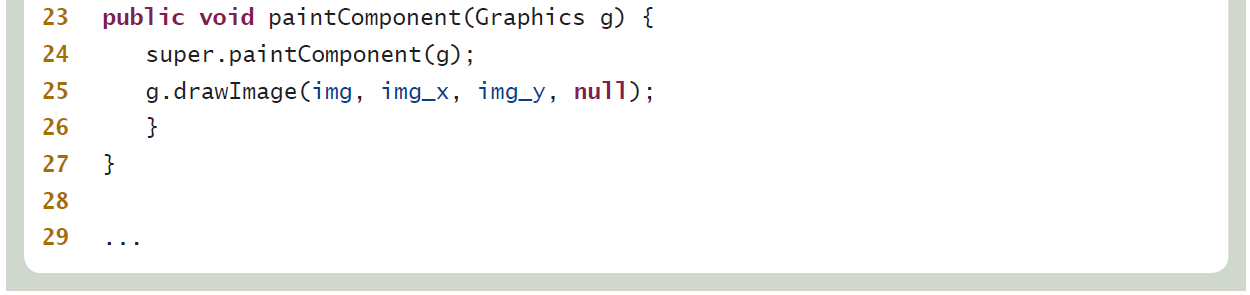 23 public void paintComponent(Graphics g) {
24 super.paintComponent(g);
25 g.drawImage(img, img_x, img_y, null);
26 }
27 }
28
29 ...